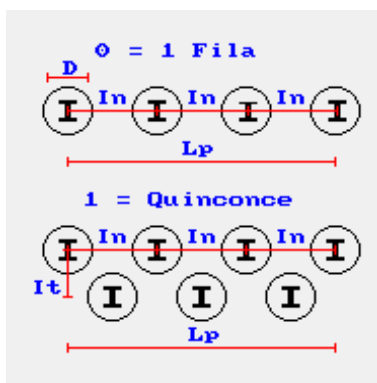 0 = 1 Fila
D
In In In
Lp
1 = Quinconce
In In In
It
Lp